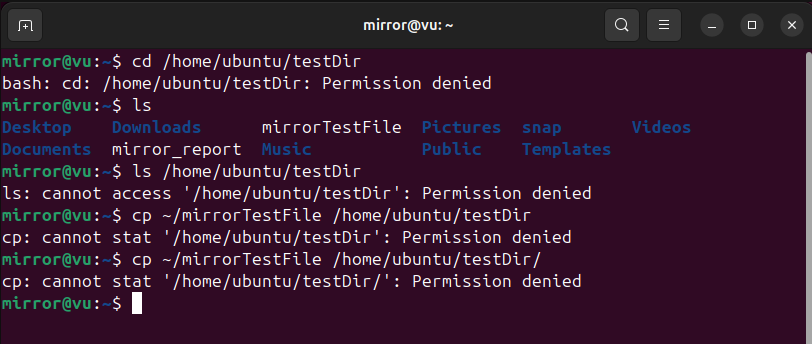 mirror@vu: ~
mirror@vu:~$ cd /home/ubuntu/testDir
bash: cd: /home/ubuntu/testDir: Permission denied
mirror@vu:~$ ls
Desktop Downloads mirrorTestFile Pictures snap Videos
Documents mirror_report Music Public Templates
mirror@vu:~$ ls /home/ubuntu/testDir
ls: cannot access '/home/ubuntu/testDir': Permission denied
mirror@vu:~$ cp ~/mirrorTestFile /home/ubuntu/testDir
cp: cannot stat '/home/ubuntu/testDir': Permission denied
mirror@vu:~$ cp ~/mirrorTestFile /home/ubuntu/testDir/
cp: cannot stat '/home/ubuntu/testDir/': Permission denied
mirror@vu:~$